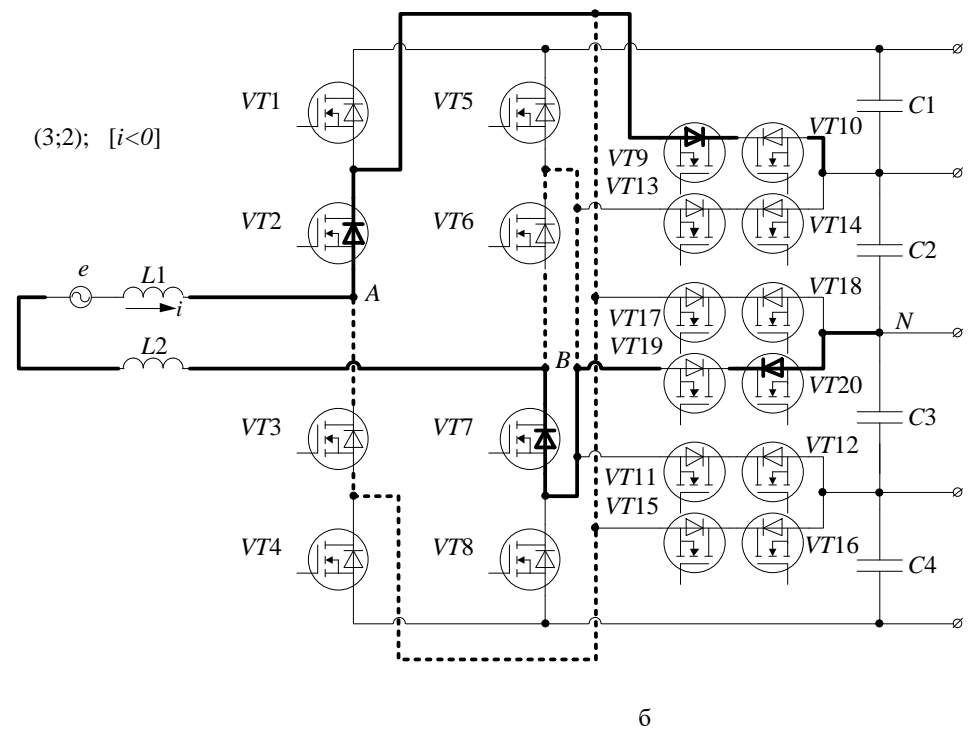 VT1
VT5
C1
(3;2); [i<0]
VT10
VT9
VT13
VT2
VT6
VT14
C2
e
L1
A
i
VT18
VT17
N
L2
B
VT19
VT20
VT3
VT7
C3
VT12
VT11
VT15
VT4
VT8
VT16
C4
б